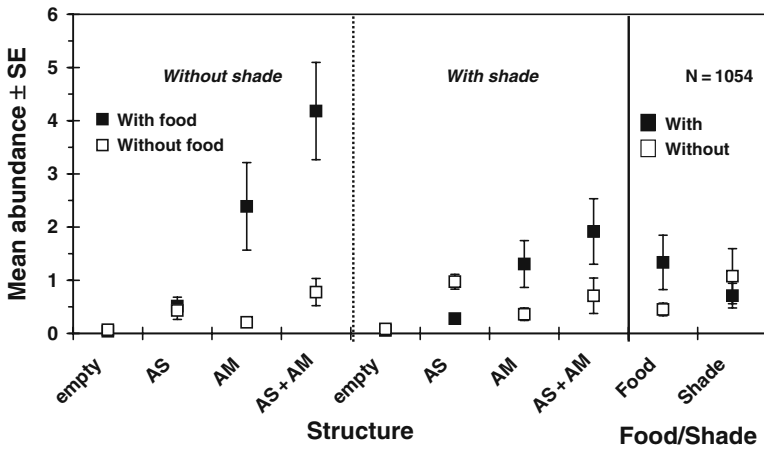 Mean abundance ± SE
6
5
4
3
2
1
0
Without shade
With shade
N = 1054
With food
Without food
With
Without
empty
AS
AM
AS + AM
empty
AS
AM
AS + AM
Food
Shade
Structure
Food/Shade